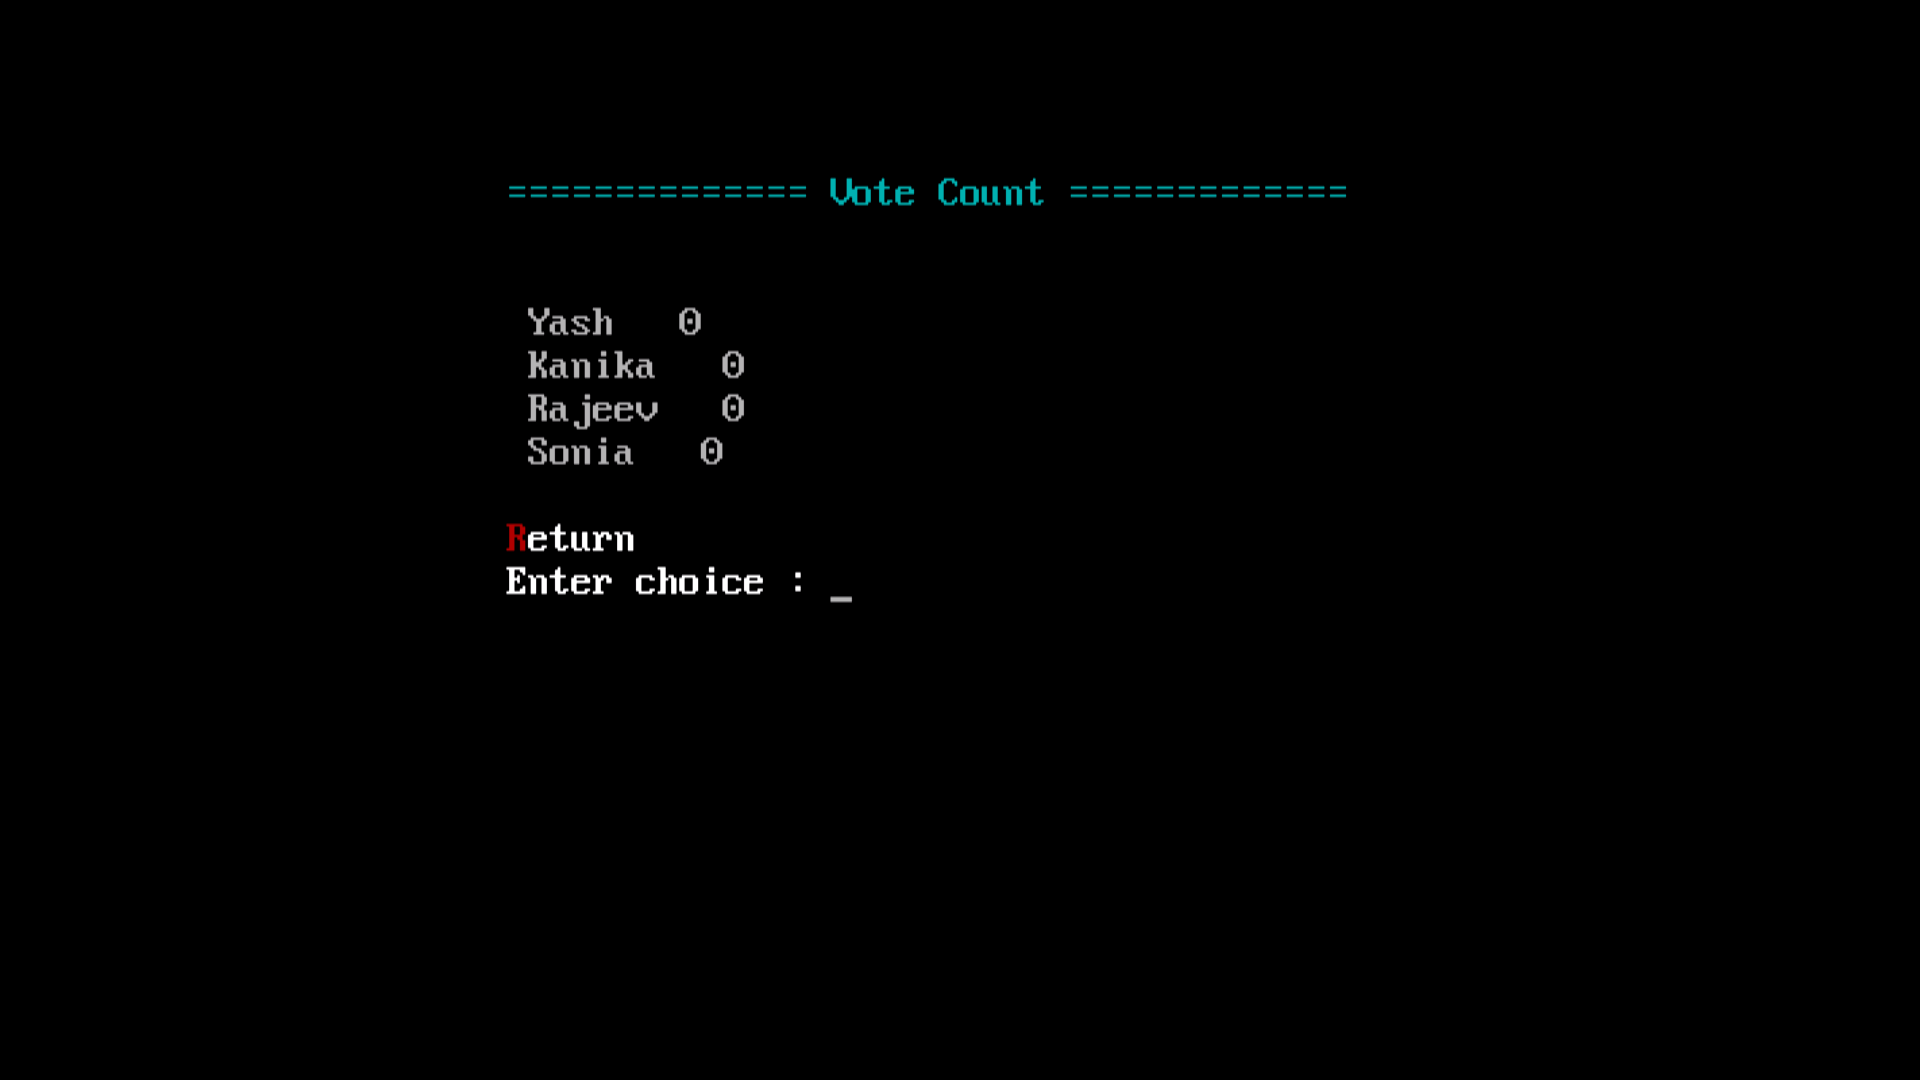 ============== Vote Count =============
Yash 0
Kanika 0
Rajeev 0
Sonia 0
Return
Enter choice : _